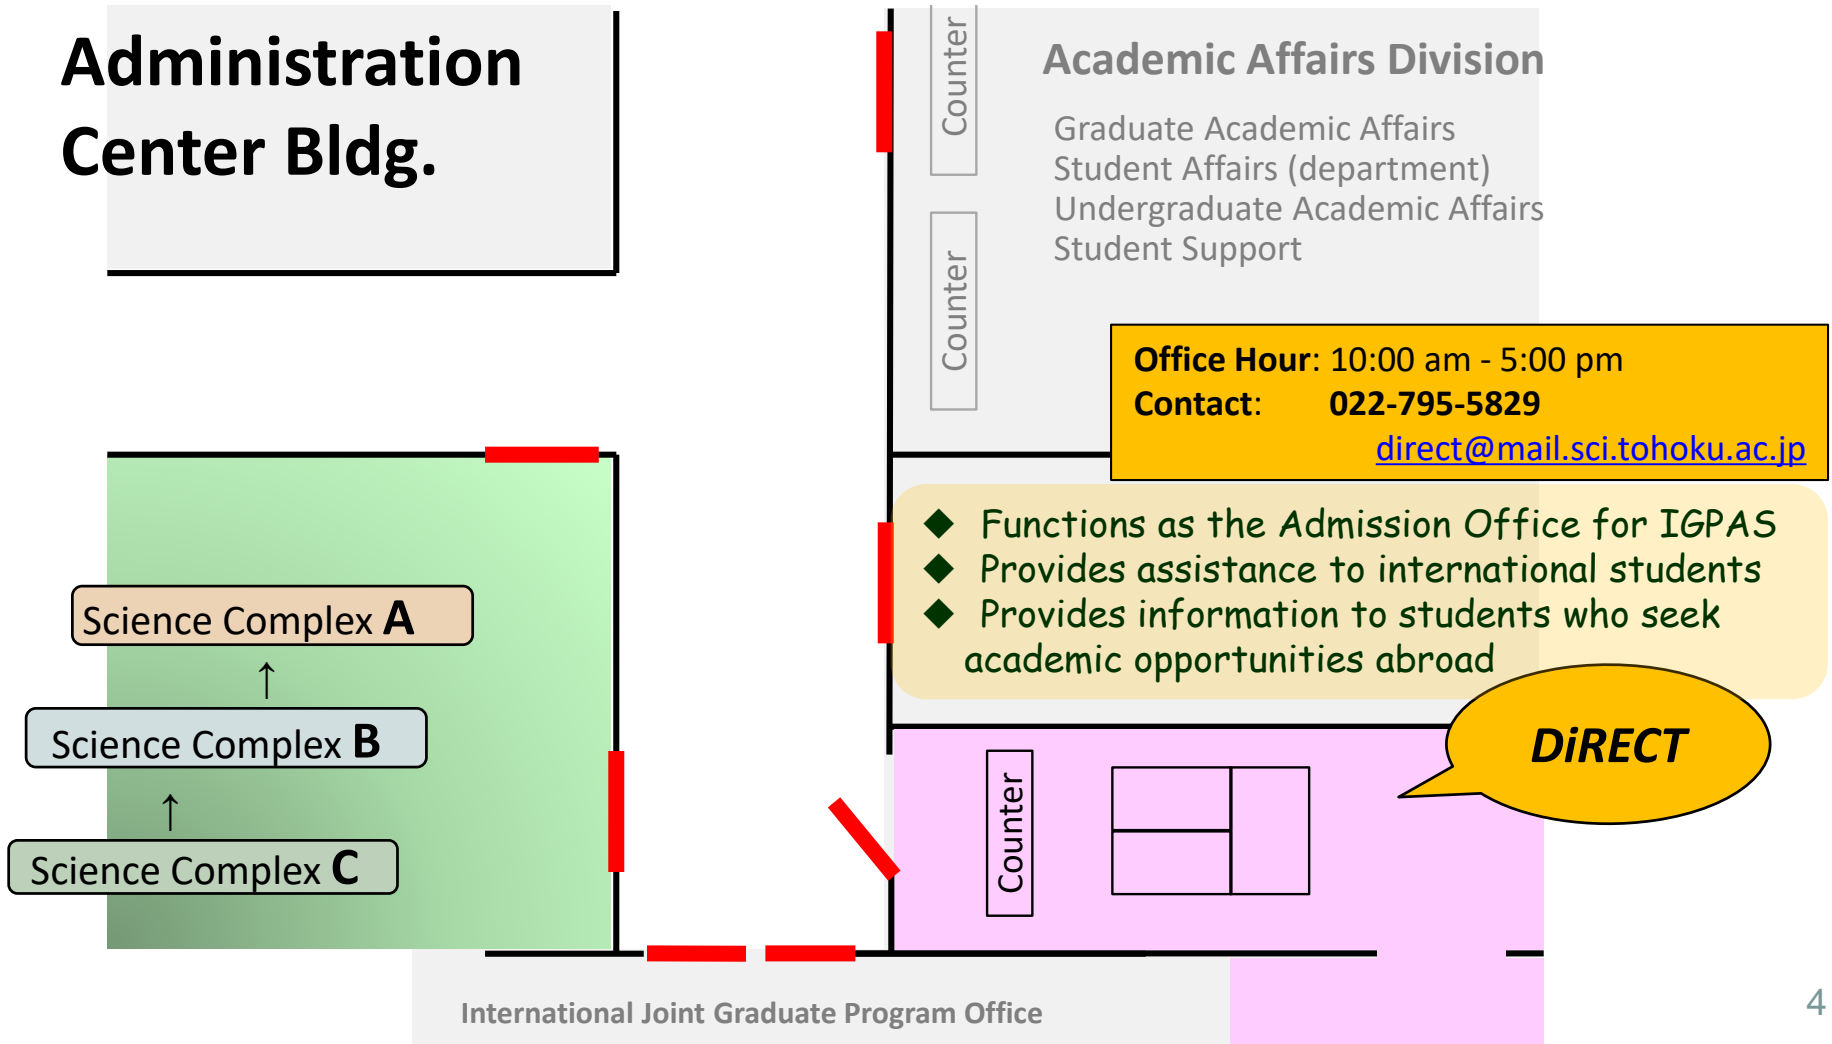 Administration
Center Bldg.
Counter
Academic Affairs Division
Graduate Academic Affairs
Student Affairs (department)
Undergraduate Academic Affairs
Student Support
Counter
Office Hour: 10:00 am - 5:00 pm
Contact: 022-795-5829
direct@mail.sci.tohoku.ac.jp
◆ Functions as the Admission Office for IGPAS
◆ Provides assistance to international students
◆ Provides information to students who seek
academic opportunities abroad
Science Complex A
↑
Science Complex B
↑
Science Complex C
DiRECT
Counter
International Joint Graduate Program Office
4